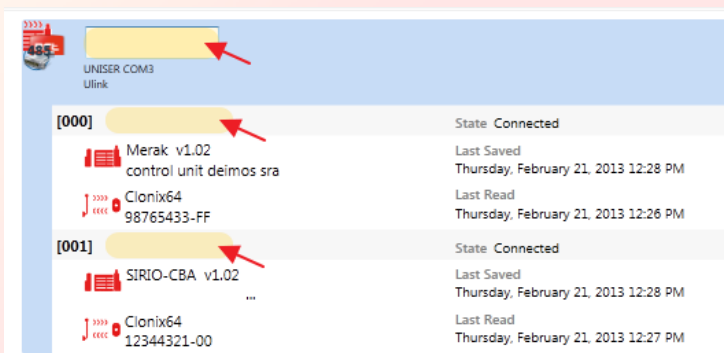 485
UNISER COM3
Ulink
[000]
State Connected
Merak v1.02
control unit deimos sra
Last Saved
Thursday, February 21, 2013 12:28 PM
Clonix64
98765433-FF
Last Read
Thursday, February 21, 2013 12:26 PM
[001]
State Connected
SIRIO-CBA v1.02
...
Last Saved
Thursday, February 21, 2013 12:28 PM
Clonix64
12344321-00
Last Read
Thursday, February 21, 2013 12:27 PM